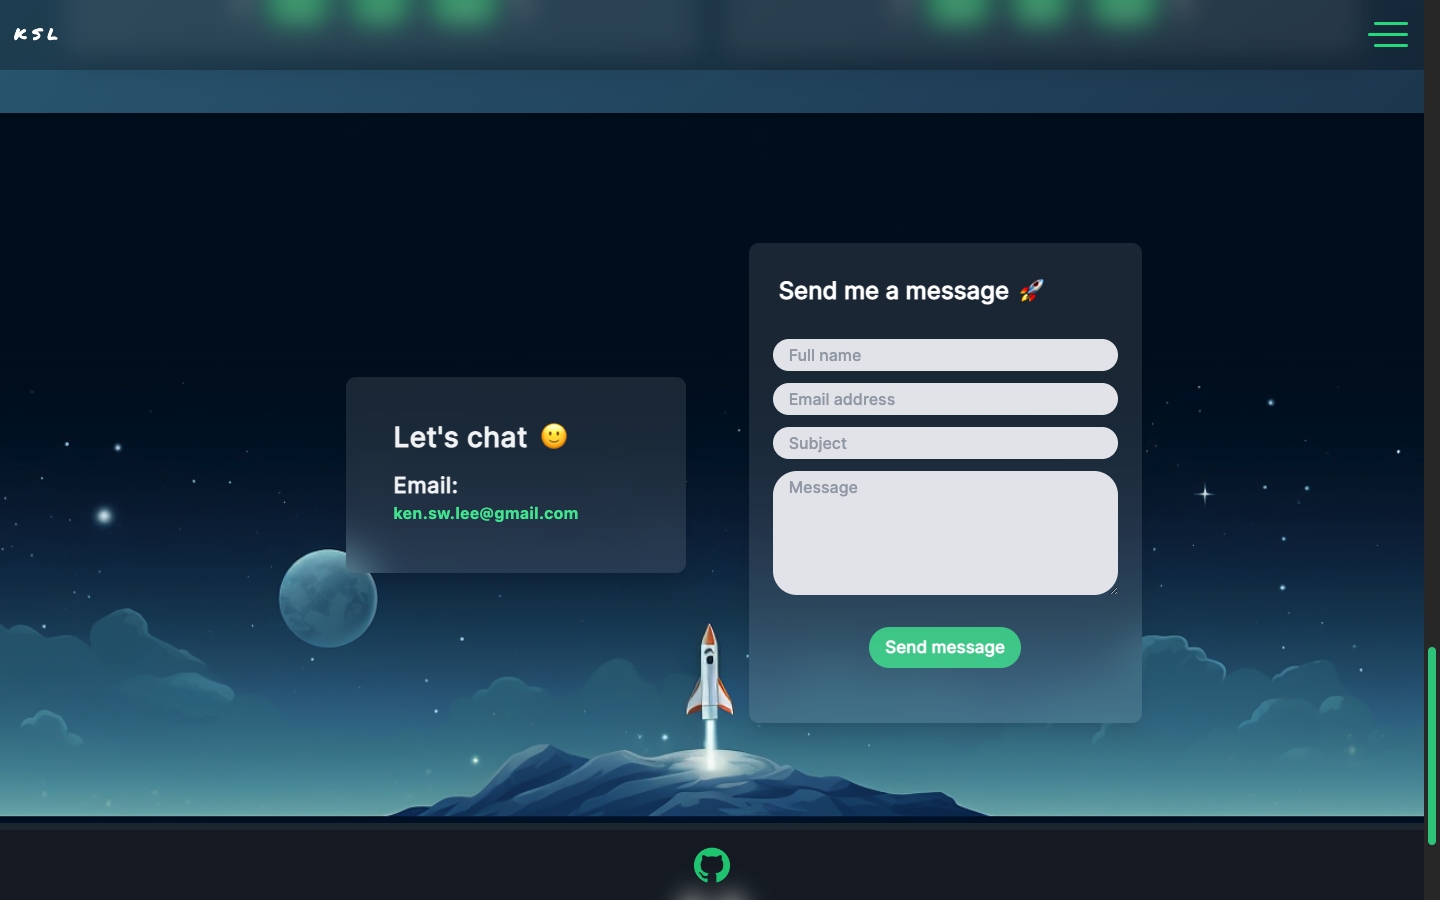 KSL
Let's chat 🙂
Email:
ken.sw.lee@gmail.com
Send me a message 🚀
Full name
Email address
Subject
Message
Send message